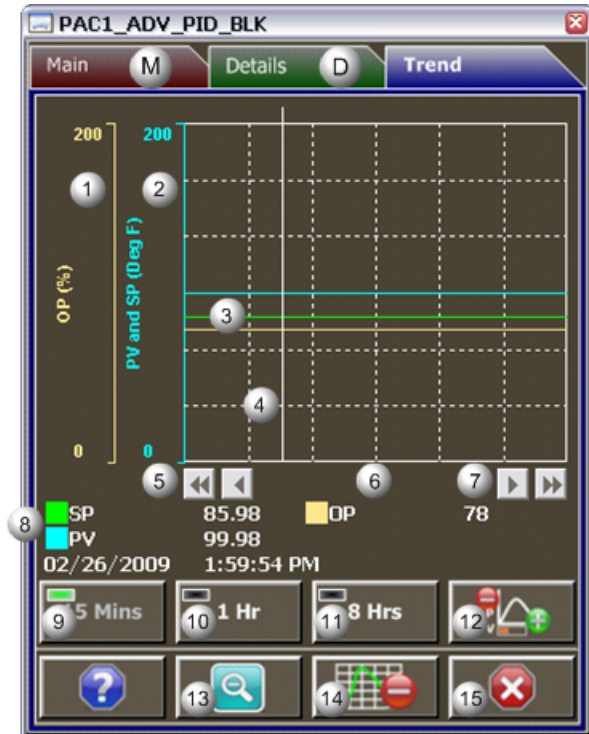 PAC1_ADV_PID_BLK
Main M Details D Trend
200 200
1 2
OP (%)
PV and SP (Deg F)
3
4
0 0
5 6 7
8
SP 85.98 OP 78
PV 99.98
02/26/2009 1:59:54 PM
9 5 Mins 10 1 Hr 11 8 Hrs 12 V
? 13 14 15